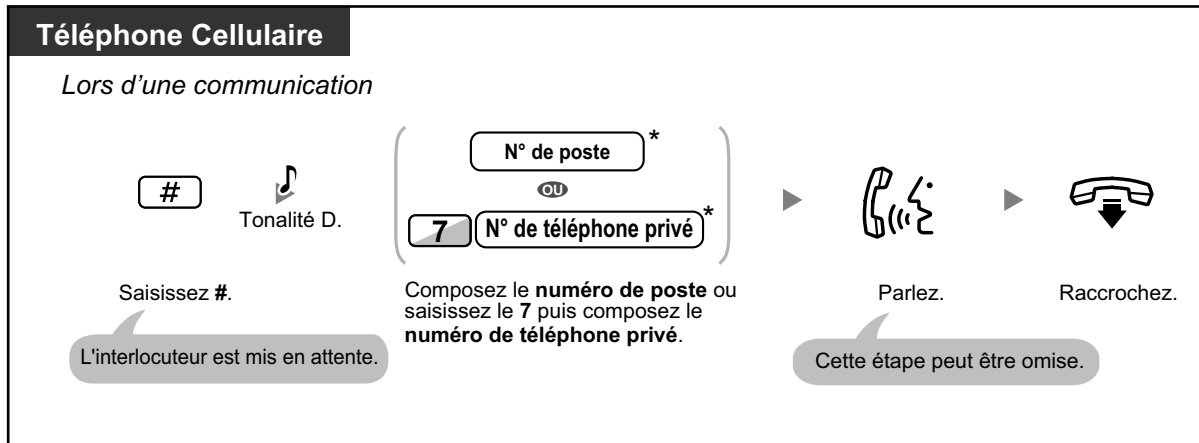 Téléphone Cellulaire
Lors d’une communication
#
Tonalité D.
N° de poste*
OU
7 N° de téléphone privé*
Saisissez #.
L'interlocuteur est mis en attente.
Composez le numéro de poste ou
saisissez le 7 puis composez le
numéro de téléphone privé.
Parlez.
Cette étape peut être omise.
Raccrochez.